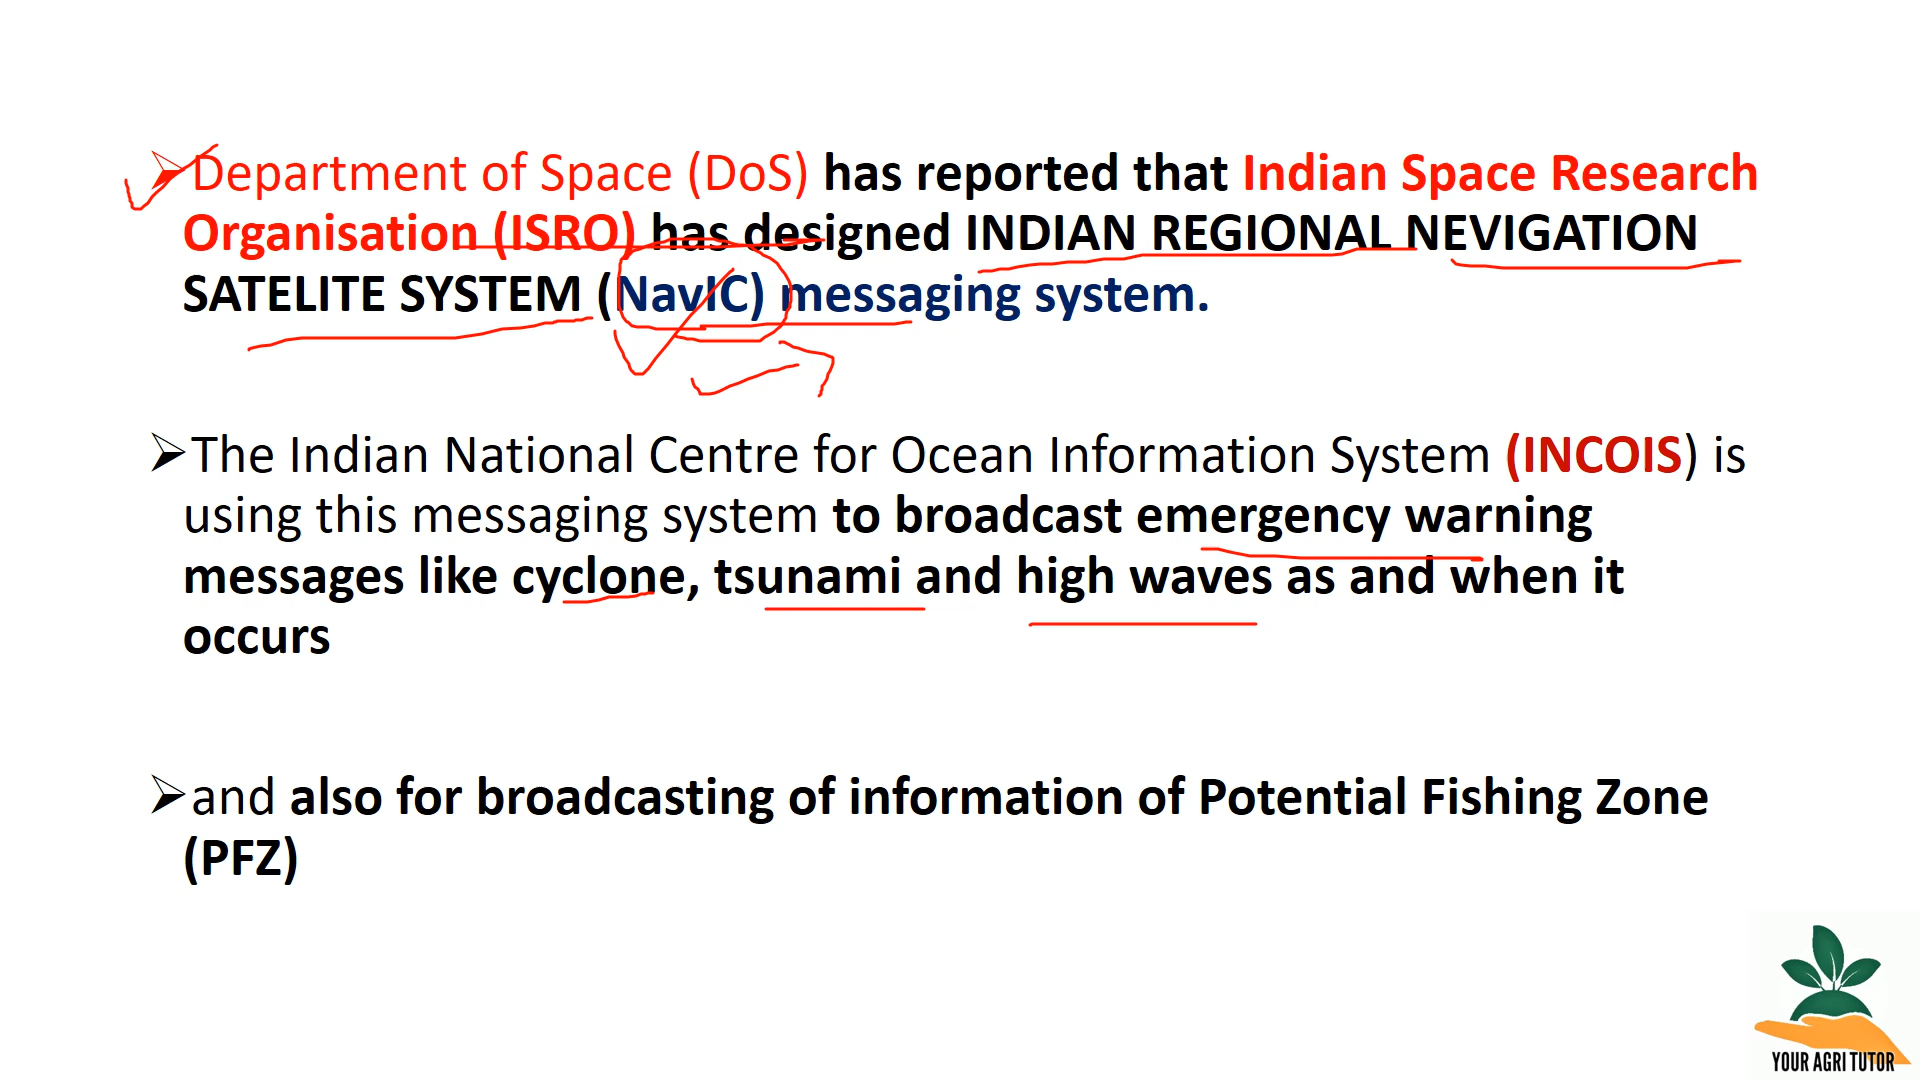 Department of Space (DoS) has reported that Indian Space Research
Organisation (ISRO) has designed INDIAN REGIONAL NEVIGATION
SATELITE SYSTEM (NavIC) messaging system.
The Indian National Centre for Ocean Information System (INCOIS) is
using this messaging system to broadcast emergency warning
messages like cyclone, tsunami and high waves as and when it
occurs
and also for broadcasting of information of Potential Fishing Zone
(PFZ)
YOUR AGRI TUTOR